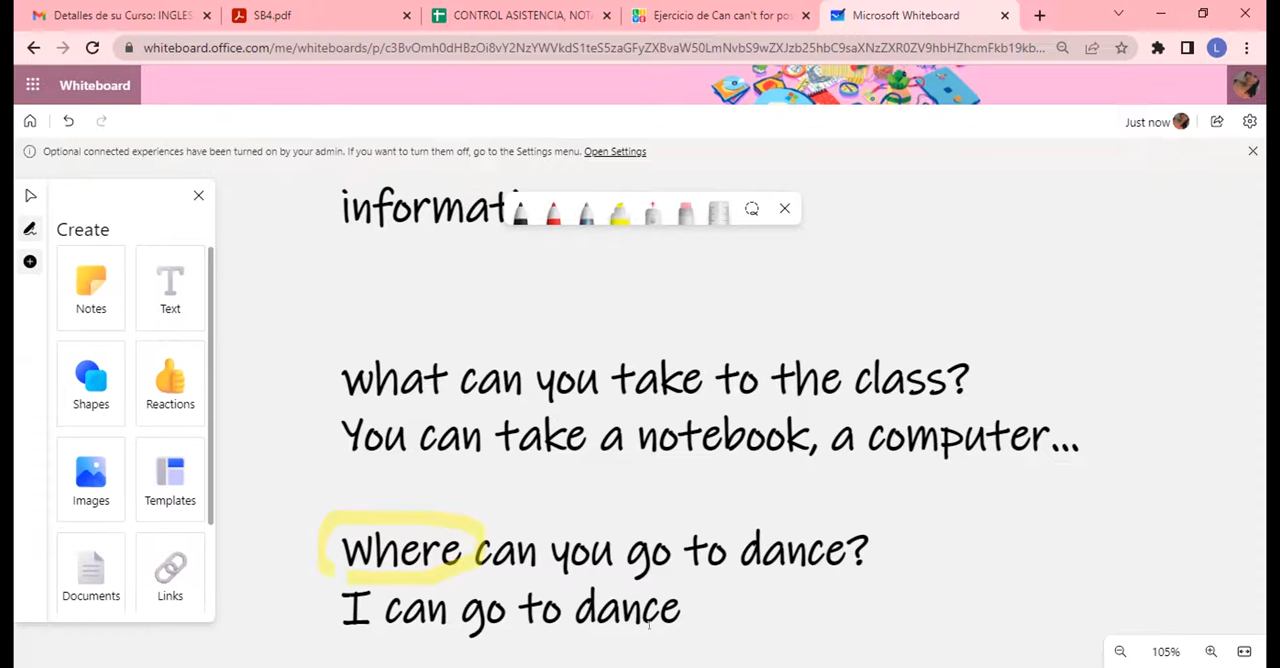 Detalles de su Curso: INGLES
SB4.pdf
CONTROL ASISTENCIA, NOTA
Ejercicio de Can can't for pos
Microsoft Whiteboard
Whiteboard
Just now
Optional connected experiences have been turned on by your admin. If you want to turn them off, go to the Settings menu. Open Settings
informati
Create
Notes
Text
Shapes
Reactions
Images
Templates
Documents
Links
what can you take to the class?
You can take a notebook, a computer...
Where can you go to dance?
I can go to dance
105%